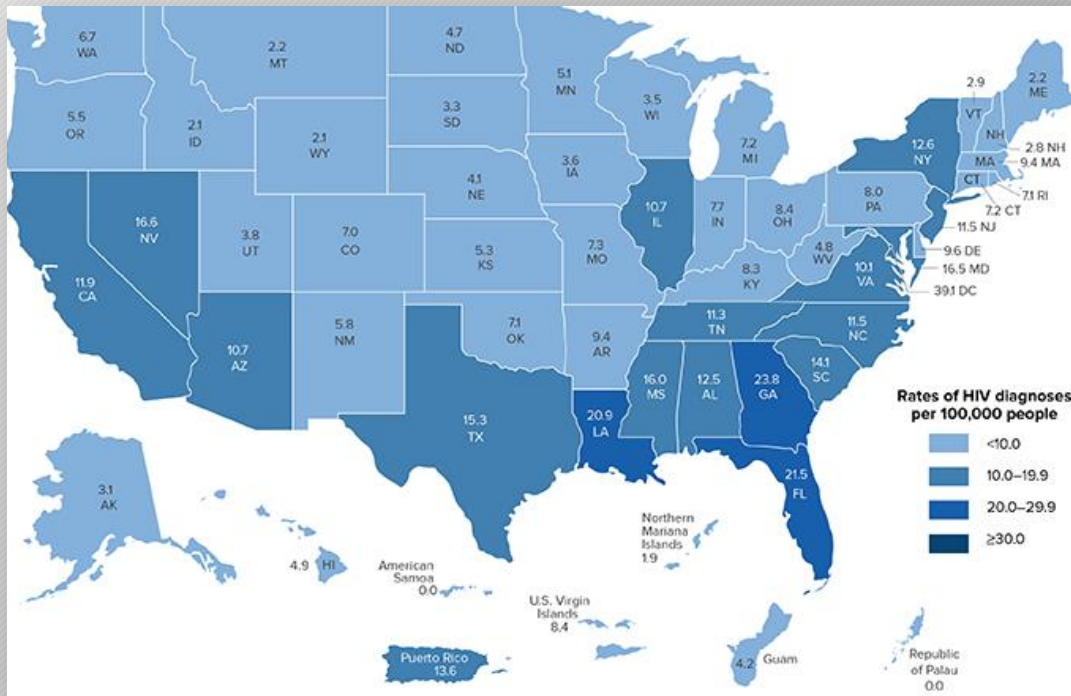 6.7
WA
2.2
MT
4.7
ND
5.1
MN
3.5
WI
7.2
MI
2.9
VT
NH
2.2
ME
2.8 NH
9.4 MA
MA
CT
7.1 RI
7.2 CT
5.5
OR
2.1
ID
2.1
WY
3.3
SD
3.6
IA
12.6
NY
8.0
PA
11.5 NJ
9.6 DE
16.5 MD
39.1 DC
16.6
NV
3.8
UT
7.0
CO
4.1
NE
5.3
KS
7.3
MO
10.7
IL
7.7
IN
8.4
OH
4.8
WV
10.1
VA
8.3
KY
11.9
CA
10.7
AZ
5.8
NM
7.1
OK
9.4
AR
11.3
TN
11.5
NC
14.1
SC
15.3
TX
20.9
LA
16.0
MS
12.5
AL
23.8
GA
21.5
FL
Rates of HIV diagnoses
per 100,000 people
<10.0
10.0–19.9
20.0–29.9
≥30.0
3.1
AK
4.9
HI
American
Samoa
0.0
Northern
Mariana
Islands
1.9
U.S. Virgin
Islands
8.4
Puerto Rico
13.6
4.2
Guam
Republic
of Palau
0.0